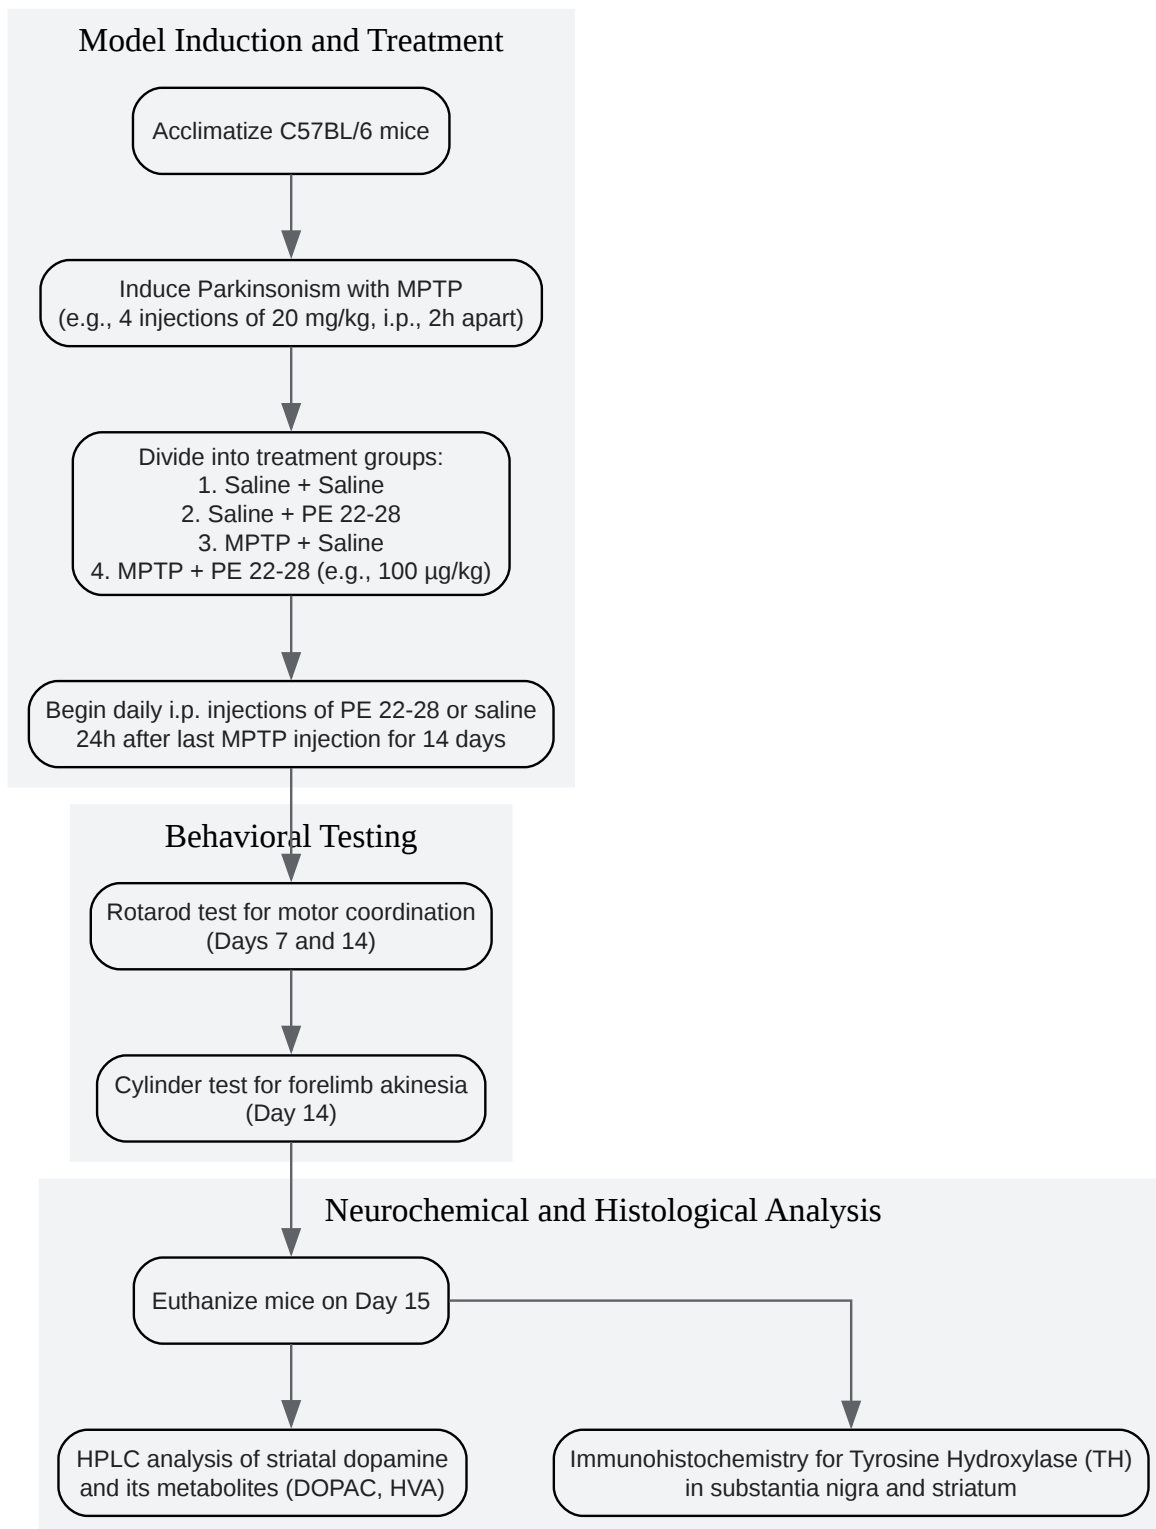 Model Induction and Treatment
Acclimatize C57BL/6 mice
Induce Parkinsonism with MPTP
(e.g., 4 injections of 20 mg/kg, i.p., 2h apart)
Divide into treatment groups:
1. Saline + Saline
2. Saline + PE 22-28
3. MPTP + Saline
4. MPTP + PE 22-28 (e.g., 100 µg/kg)
Begin daily i.p. injections of PE 22-28 or saline
24h after last MPTP injection for 14 days
Behavioral Testing
Rotarod test for motor coordination
(Days 7 and 14)
Cylinder test for forelimb akinesia
(Day 14)
Neurochemical and Histological Analysis
Euthanize mice on Day 15
HPLC analysis of striatal dopamine
and its metabolites (DOPAC, HVA)
Immunohistochemistry for Tyrosine Hydroxylase (TH)
in substantia nigra and striatum